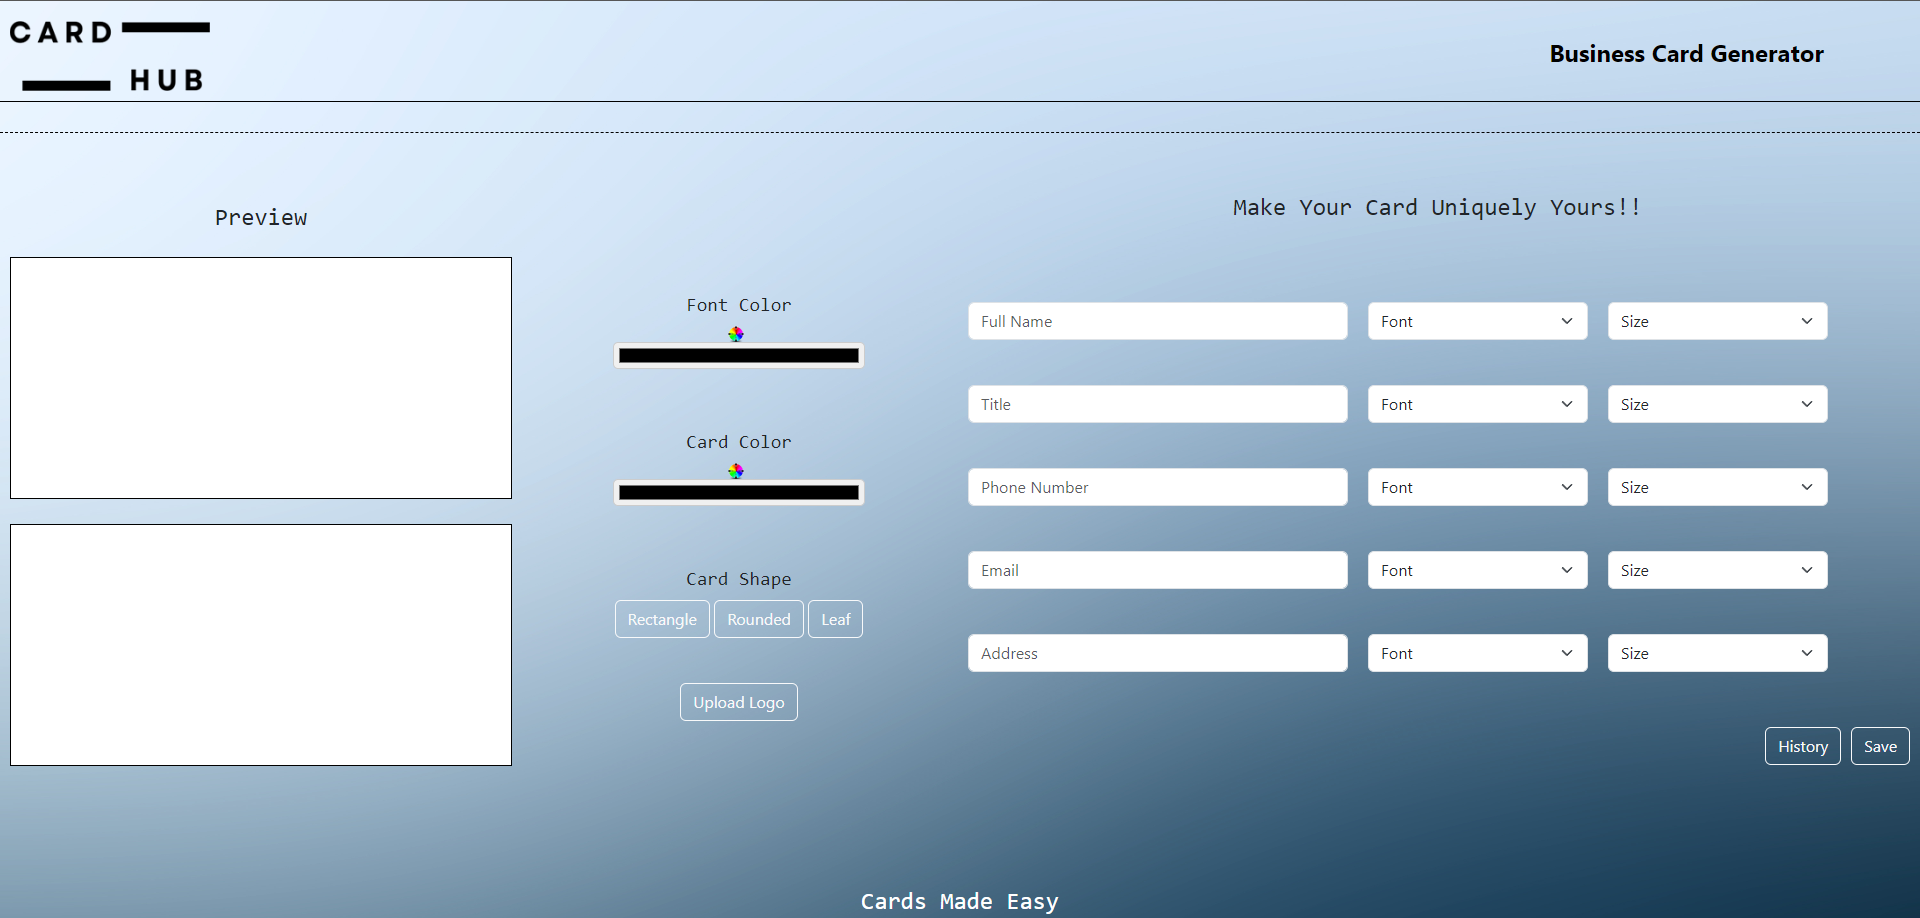 CARD
HUB
Business Card Generator
Preview
Make Your Card Uniquely Yours!!
Font Color
Card Color
Card Shape
Rectangle Rounded Leaf
Upload Logo
Full Name Font Size
Title Font Size
Phone Number Font Size
Email Font Size
Address Font Size
History Save
Cards Made Easy